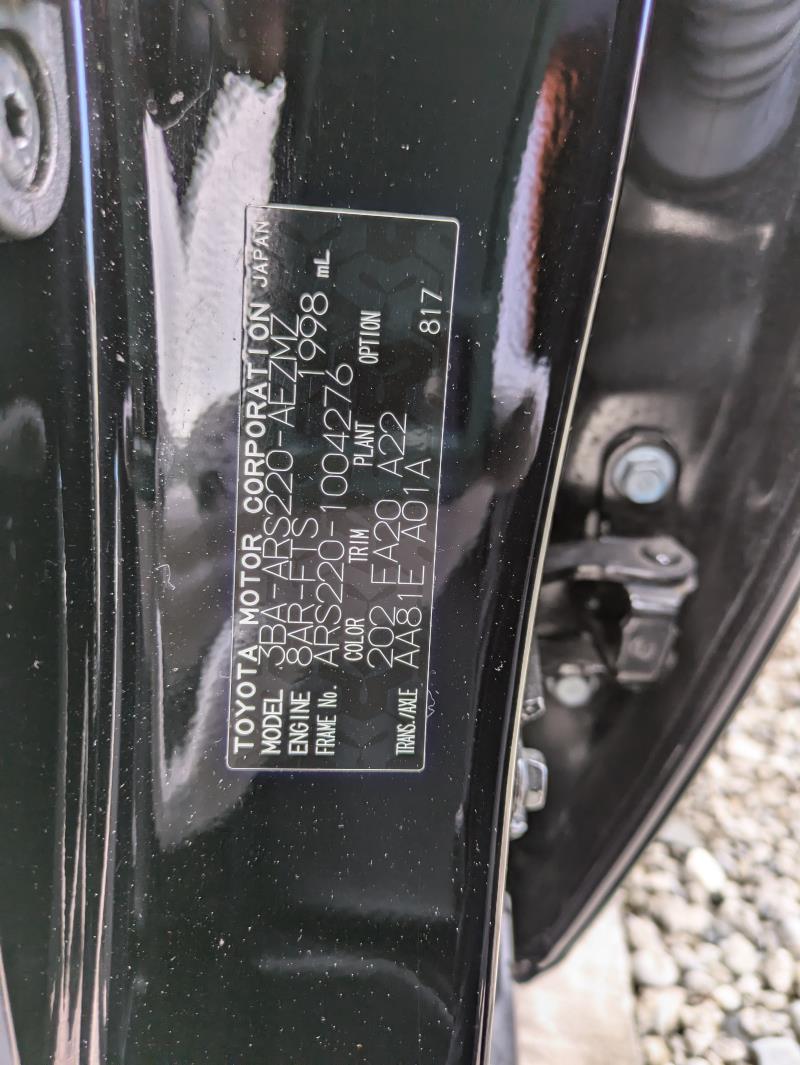 TOYOTA MOTOR CORPORATION JAPAN
MODEL 3BA-ARS220-AEZMZ
ENGINE 8AR-FTS 1998 mL
FRAME No. ARS220-1004276
COLOR TRIM PLANT OPTION
202 EA20 A22
TRANS./AXLE AA81E A01A 817